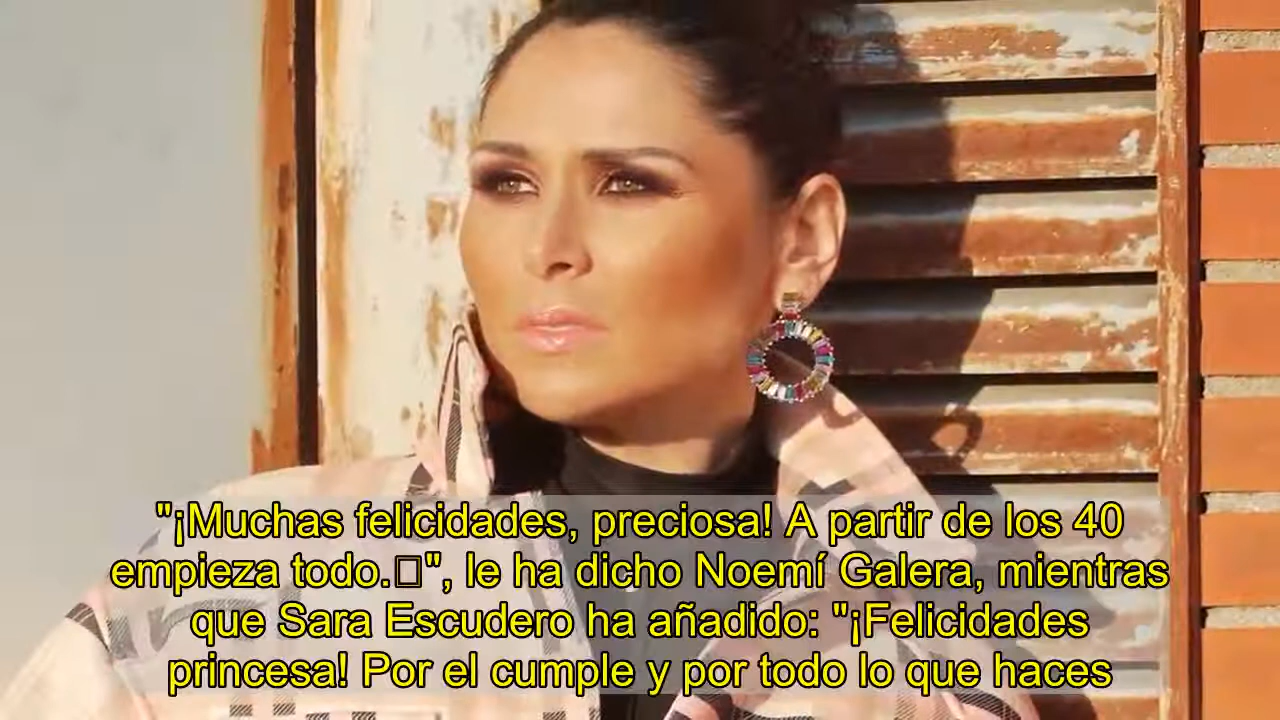 "¡Muchas felicidades, preciosa! A partir de los 40
empieza todo.▯", le ha dicho Noemí Galera, mientras
que Sara Escudero ha añadido: "¡Felicidades
princesa! Por el cumple y por todo lo que haces